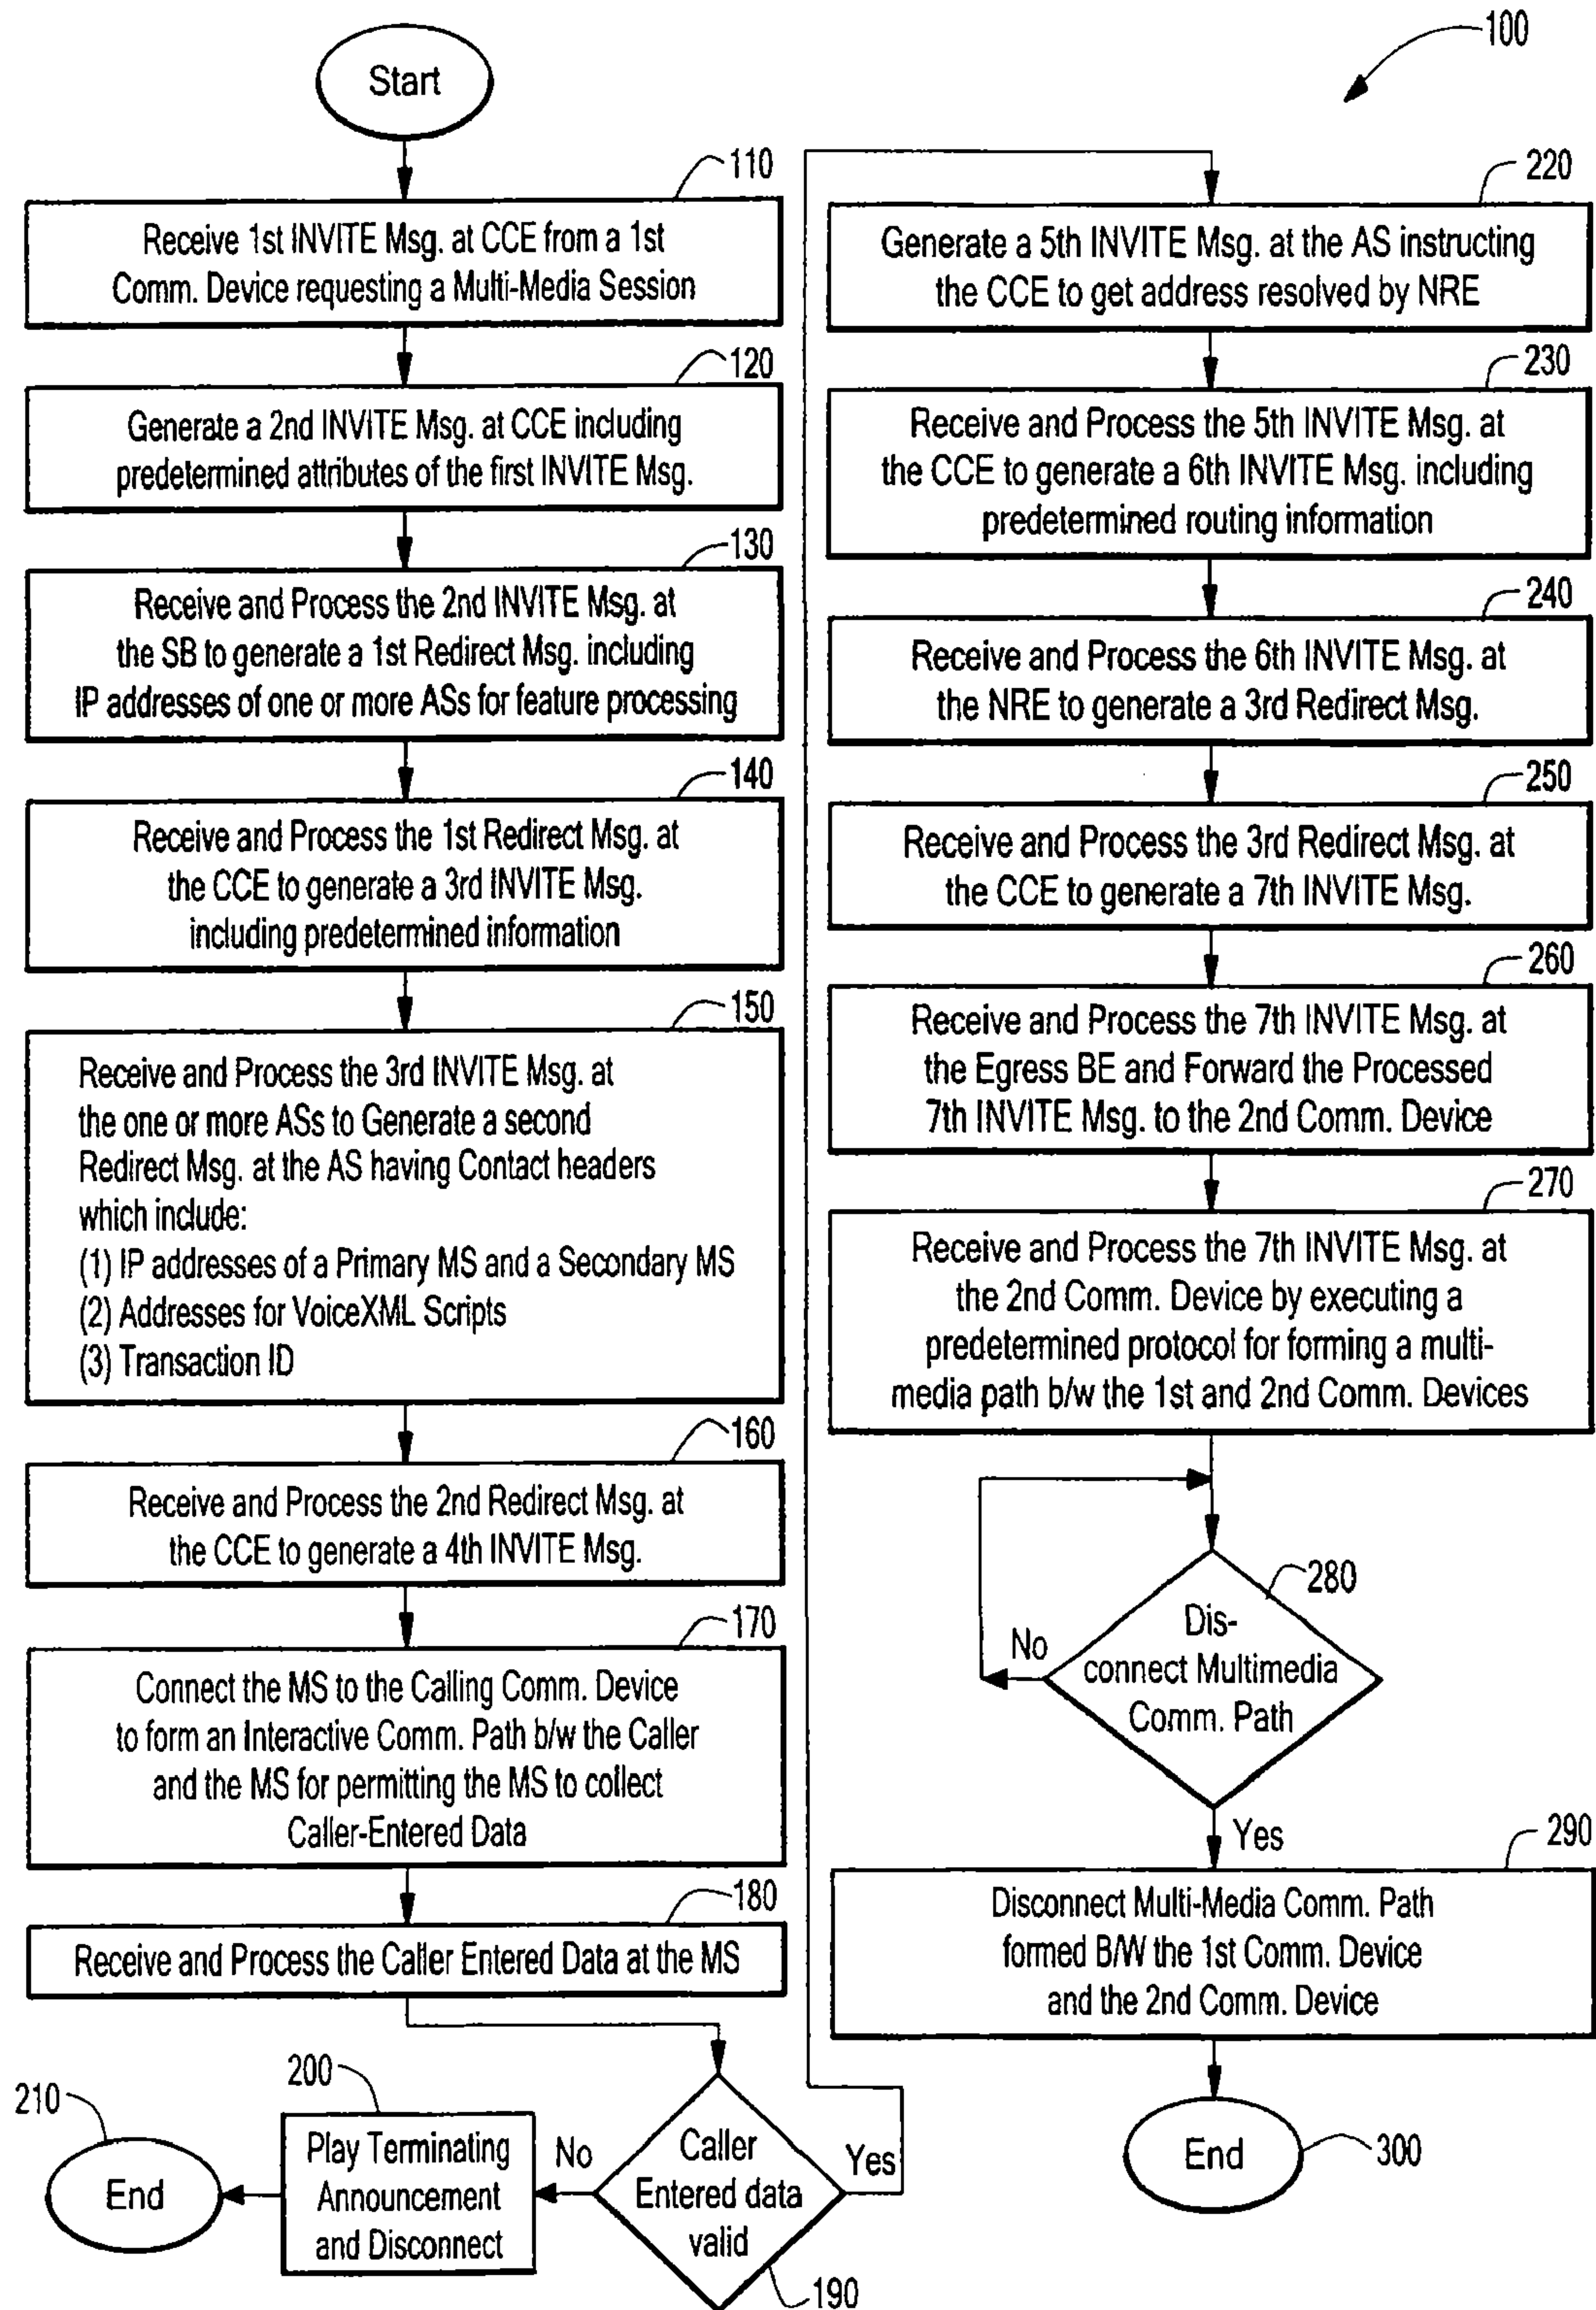 100
Start
110
Receive 1st INVITE Msg. at CCE from a 1st
Comm. Device requesting a Multi-Media Session
120
Generate a 2nd INVITE Msg. at CCE including
predetermined attributes of the first INVITE Msg.
130
Receive and Process the 2nd INVITE Msg. at
the SB to generate a 1st Redirect Msg. including
IP addresses of one or more ASs for feature processing
140
Receive and Process the 1st Redirect Msg. at
the CCE to generate a 3rd INVITE Msg.
including predetermined information
150
Receive and Process the 3rd INVITE Msg. at
the one or more ASs to Generate a second
Redirect Msg. at the AS having Contact headers
which include:
(1) IP addresses of a Primary MS and a Secondary MS
(2) Addresses for VoiceXML Scripts
(3) Transaction ID
160
Receive and Process the 2nd Redirect Msg. at
the CCE to generate a 4th INVITE Msg.
170
Connect the MS to the Calling Comm. Device
to form an Interactive Comm. Path b/w the Caller
and the MS for permitting the MS to collect
Caller-Entered Data
180
Receive and Process the Caller Entered Data at the MS
190
Caller
Entered data
valid
No
Yes
200
Play Terminating
Announcement
and Disconnect
210
End
220
Generate a 5th INVITE Msg. at the AS instructing
the CCE to get address resolved by NRE
230
Receive and Process the 5th INVITE Msg. at
the CCE to generate a 6th INVITE Msg. including
predetermined routing information
240
Receive and Process the 6th INVITE Msg. at
the NRE to generate a 3rd Redirect Msg.
250
Receive and Process the 3rd Redirect Msg. at
the CCE to generate a 7th INVITE Msg.
260
Receive and Process the 7th INVITE Msg. at
the Egress BE and Forward the Processed
7th INVITE Msg. to the 2nd Comm. Device
270
Receive and Process the 7th INVITE Msg. at
the 2nd Comm. Device by executing a
predetermined protocol for forming a multi-
media path b/w the 1st and 2nd Comm. Devices
280
Dis-
connect Multimedia
Comm. Path
No
Yes
290
Disconnect Multi-Media Comm. Path
formed B/W the 1st Comm. Device
and the 2nd Comm. Device
End
300